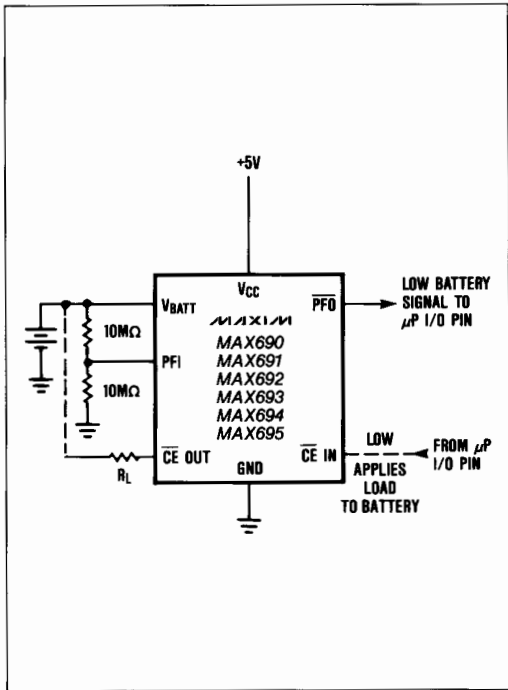 +5V
VCC
VBATT
PFO
LOW BATTERY
SIGNAL TO
μP I/O PIN
10MΩ
MAXIM
MAX690
PFI
MAX691
MAX692
10MΩ
MAX693
MAX694
MAX695
CE OUT
CE IN
LOW
FROM μP
I/O PIN
RL
GND
APPLIES
LOAD
TO BATTERY